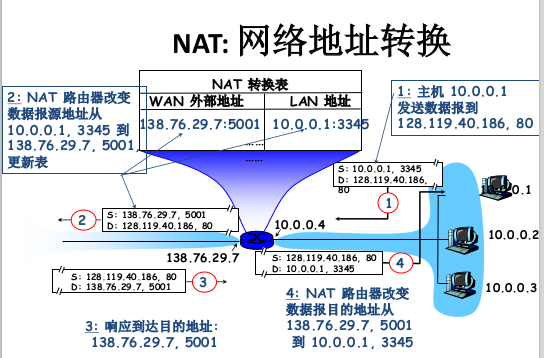 NAT: 网络地址转换
2: NAT 路由器改变
数据报源地址从
10.0.0.1, 3345 到
138.76.29.7, 5001,
更新表
NAT 转换表
WAN 外部地址 LAN 地址
138.76.29.7:5001 10.0.0.1:3345
…… ……
1: 主机 10.0.0.1
发送数据报到
128.119.40.186, 80
S: 10.0.0.1, 3345
D: 128.119.40.186,
80
1
10.0.0.1
S: 138.76.29.7, 5001
D: 128.119.40.186, 80
2
10.0.0.4
10.0.0.2
138.76.29.7
S: 128.119.40.186, 80
D: 10.0.0.1, 3345
4
S: 128.119.40.186, 80
D: 138.76.29.7, 5001
3
10.0.0.3
3: 响应到达目的地址:
138.76.29.7, 5001
4: NAT 路由器改变
数据报目的地址从
138.76.29.7, 5001
到 10.0.0.1, 3345